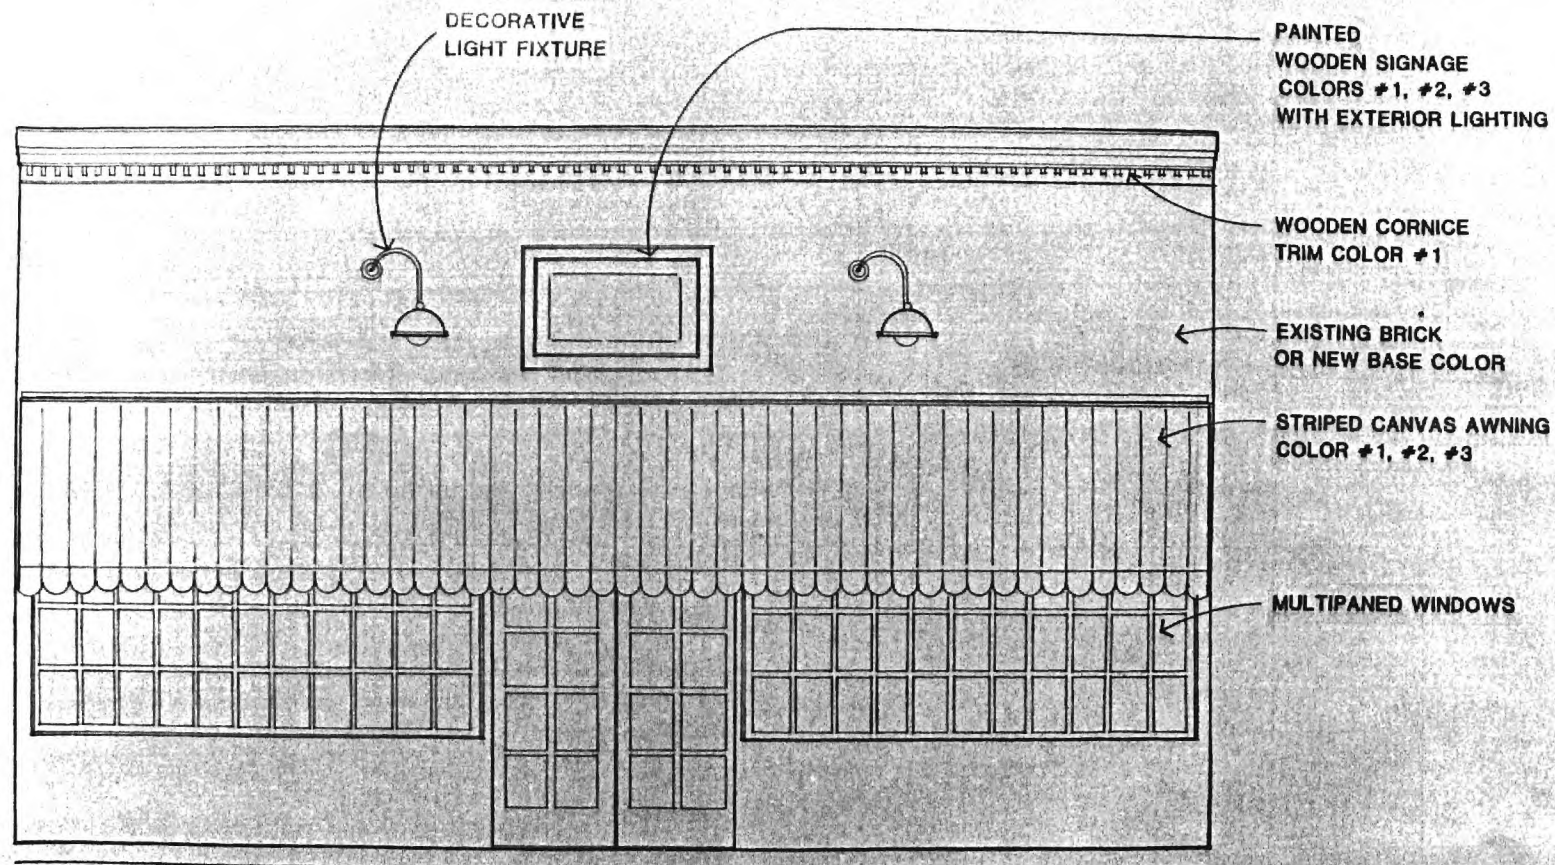 DECORATIVE
LIGHT FIXTURE
PAINTED
WOODEN SIGNAGE
COLORS #1, #2, #3
WITH EXTERIOR LIGHTING
WOODEN CORNICE
TRIM COLOR #1
EXISTING BRICK
OR NEW BASE COLOR
STRIPED CANVAS AWNING
COLOR #1, #2, #3
MULTIPANED WINDOWS